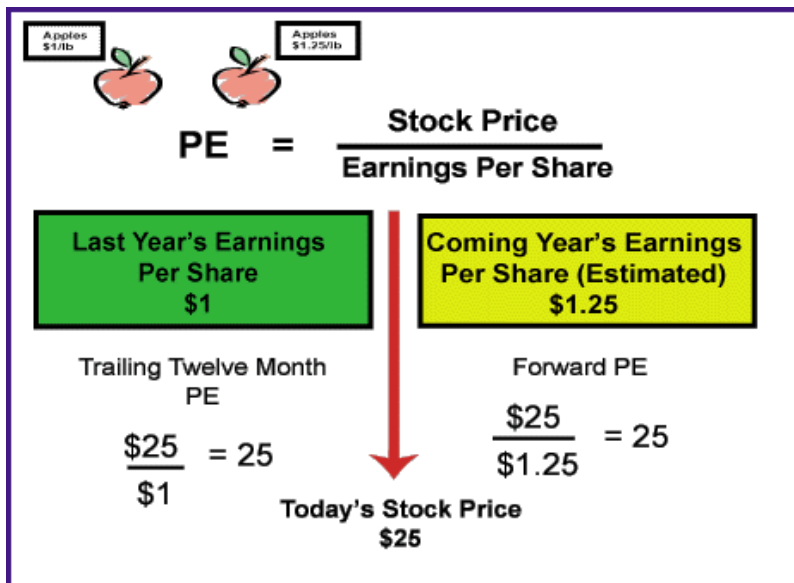 Apples
$1/lb
Apples
$1.25/lb
PE = Stock Price
Earnings Per Share
Last Year's Earnings
Per Share
$1
Coming Year's Earnings
Per Share (Estimated)
$1.25
Trailing Twelve Month
PE
$25
$1
= 25
Forward PE
$25
$1.25
= 25
Today's Stock Price
$25